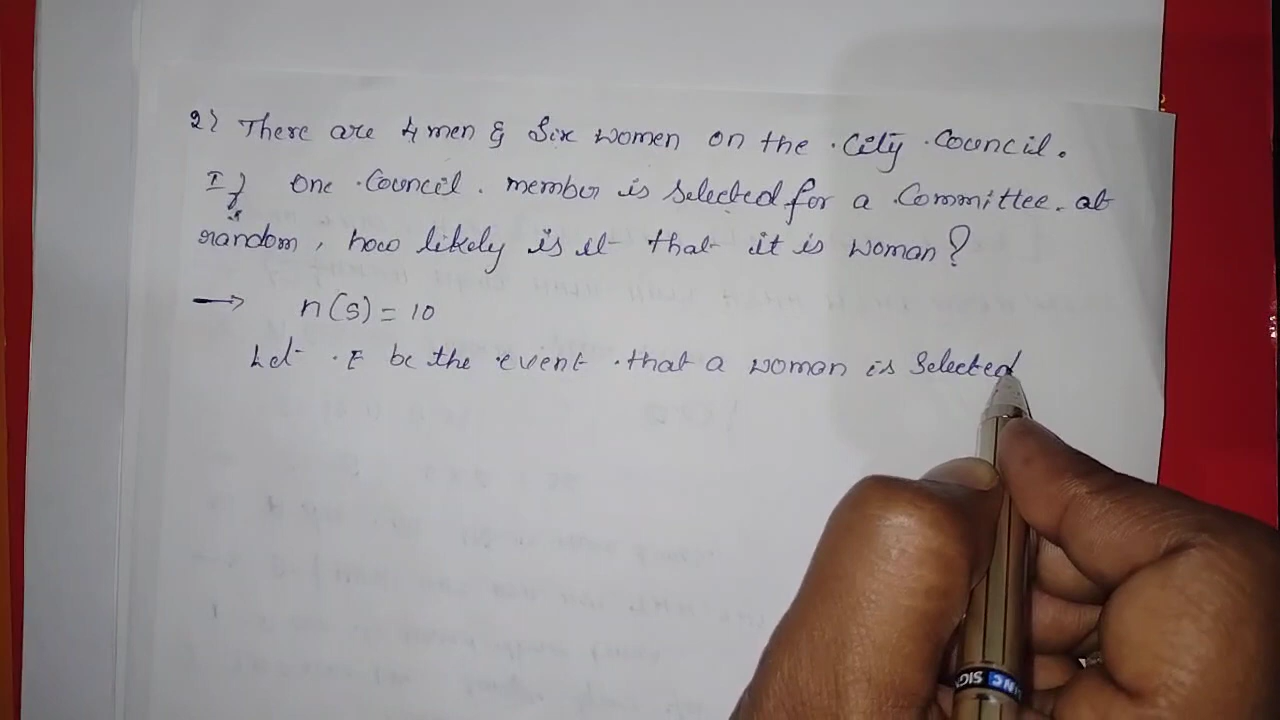 2) There are 4 men & Six women on the City Council.
If One Council member is Selected for a Committee at
random, how likely is it that it is woman?
→ n(S) = 10
Let E be the event that a woman is Selected